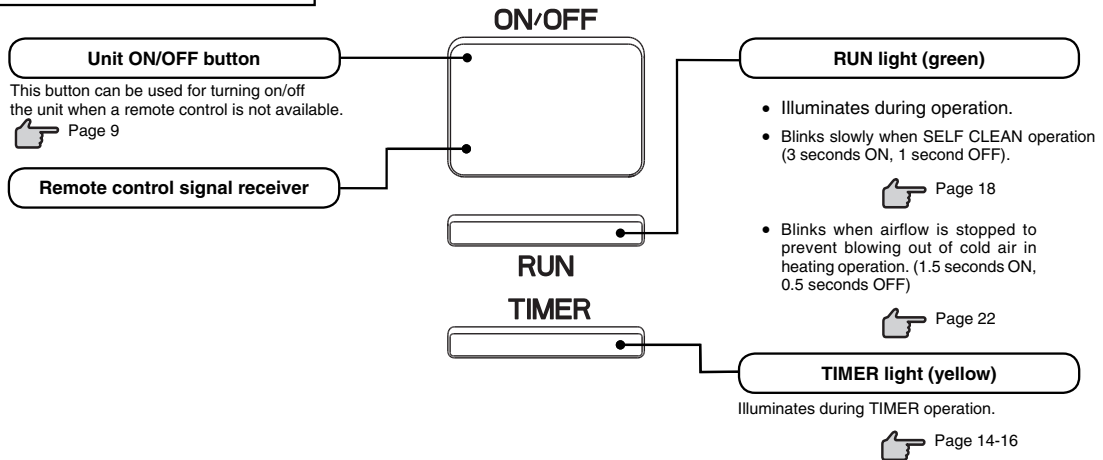 ON/OFF
Unit ON/OFF button
This button can be used for turning on/off
the unit when a remote control is not available.
Page 9
Remote control signal receiver
RUN
TIMER
RUN light (green)
• Illuminates during operation.
• Blinks slowly when SELF CLEAN operation
(3 seconds ON, 1 second OFF).
Page 18
• Blinks when airflow is stopped to
prevent blowing out of cold air in
heating operation. (1.5 seconds ON,
0.5 seconds OFF)
Page 22
TIMER light (yellow)
Illuminates during TIMER operation.
Page 14-16